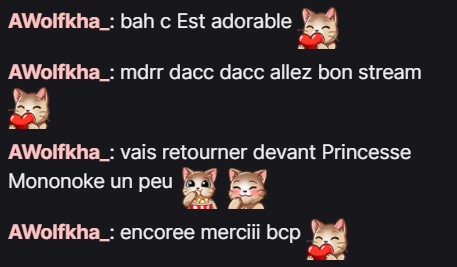 AWolfkha_: bah c Est adorable
AWolfkha_: mdrr dacc dacc allez bon stream
AWolfkha_: vais retourner devant Princesse
Mononoke un peu
AWolfkha_: encoree merciii bcp